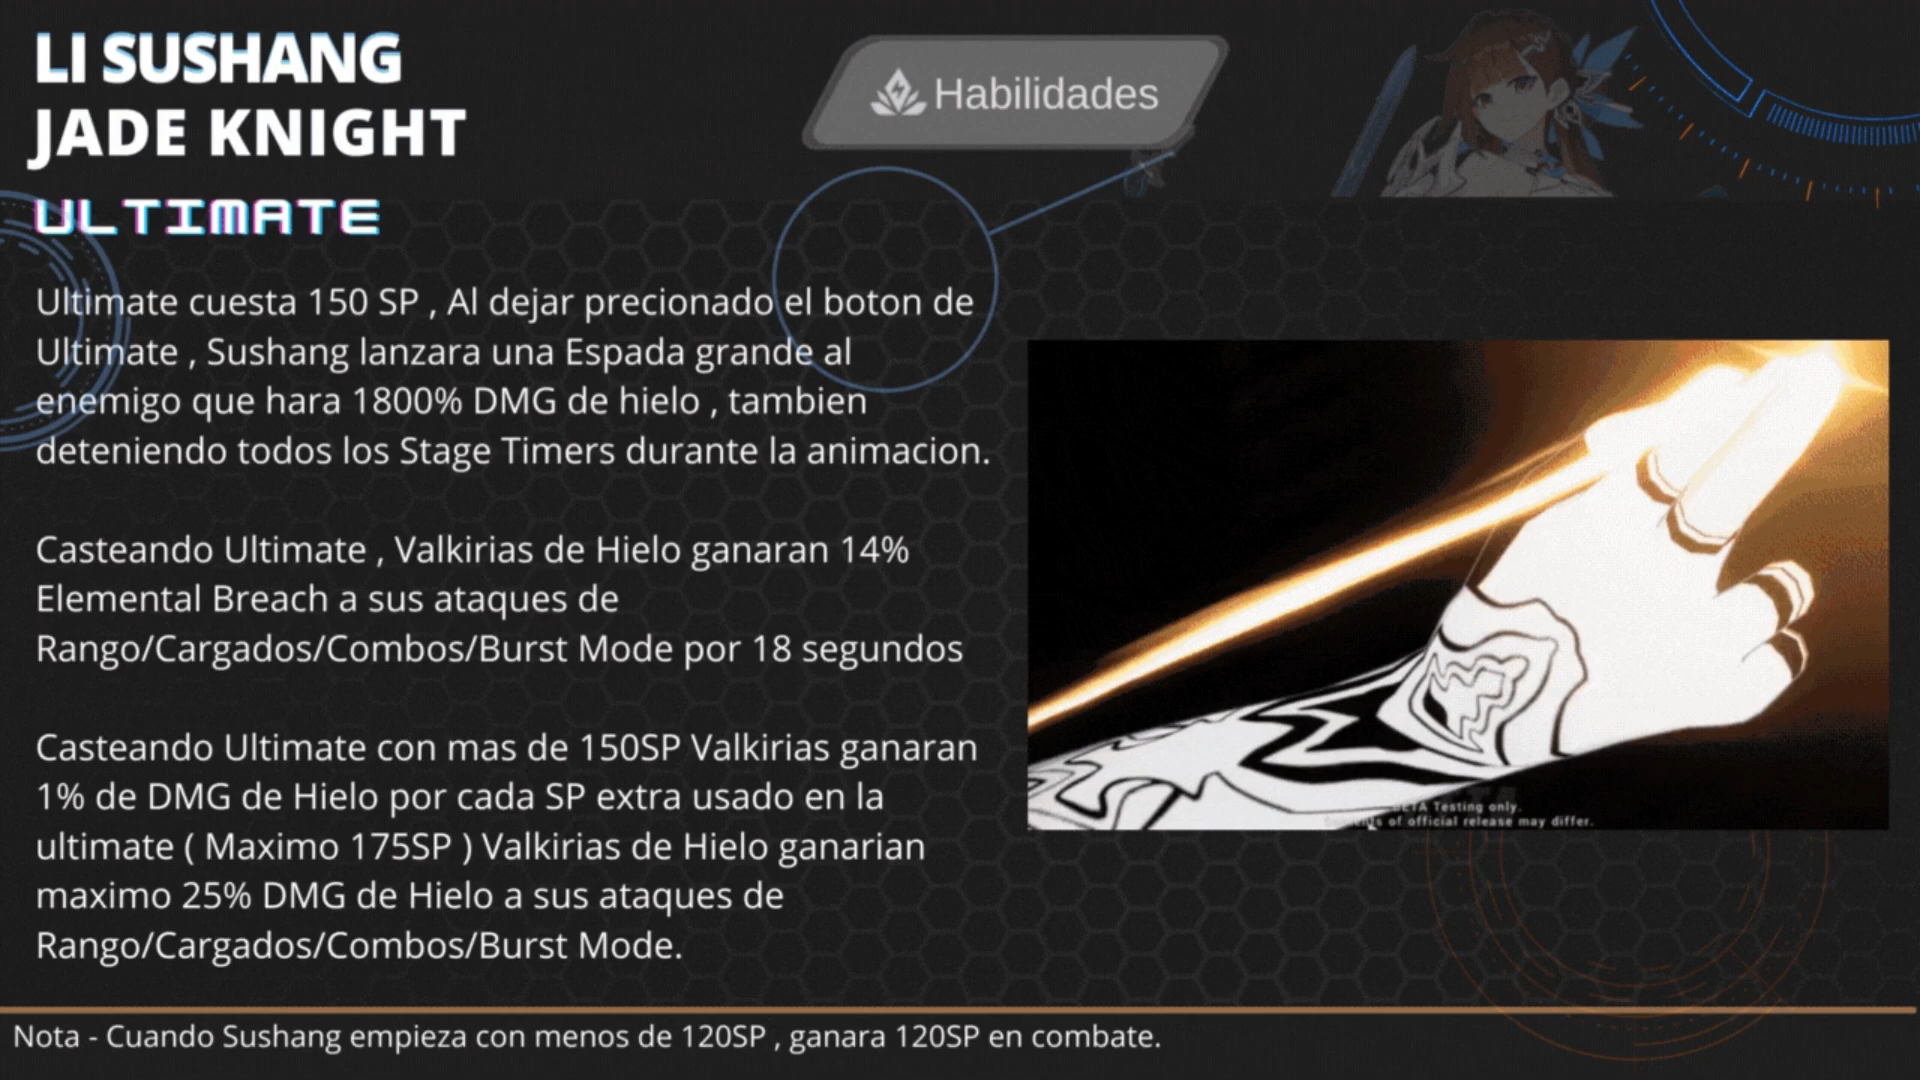 LI SUSHANG
JADE KNIGHT
Habilidades
ULTIMATE
Ultimate cuesta 150 SP , Al dejar precionado el boton de
Ultimate , Sushang lanzara una Espada grande al
enemigo que hara 1800% DMG de hielo , tambien
deteniendo todos los Stage Timers durante la animacion.
Casteando Ultimate , Valkirias de Hielo ganaran 14%
Elemental Breach a sus ataques de
Rango/Cargados/Combos/Burst Mode por 18 segundos
Casteando Ultimate con mas de 150SP Valkirias ganaran
1% de DMG de Hielo por cada SP extra usado en la
ultimate ( Maximo 175SP ) Valkirias de Hielo ganarian
maximo 25% DMG de Hielo a sus ataques de
Rango/Cargados/Combos/Burst Mode.
Testing only.
of official release may differ.
Nota - Cuando Sushang empieza con menos de 120SP , ganara 120SP en combate.